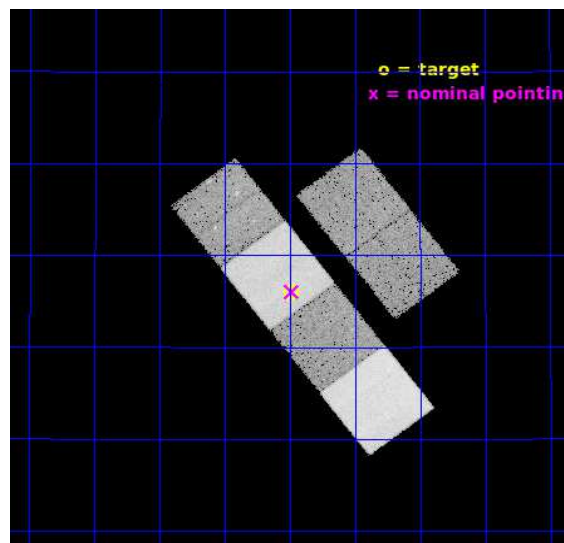 o = target
x = nominal pointin